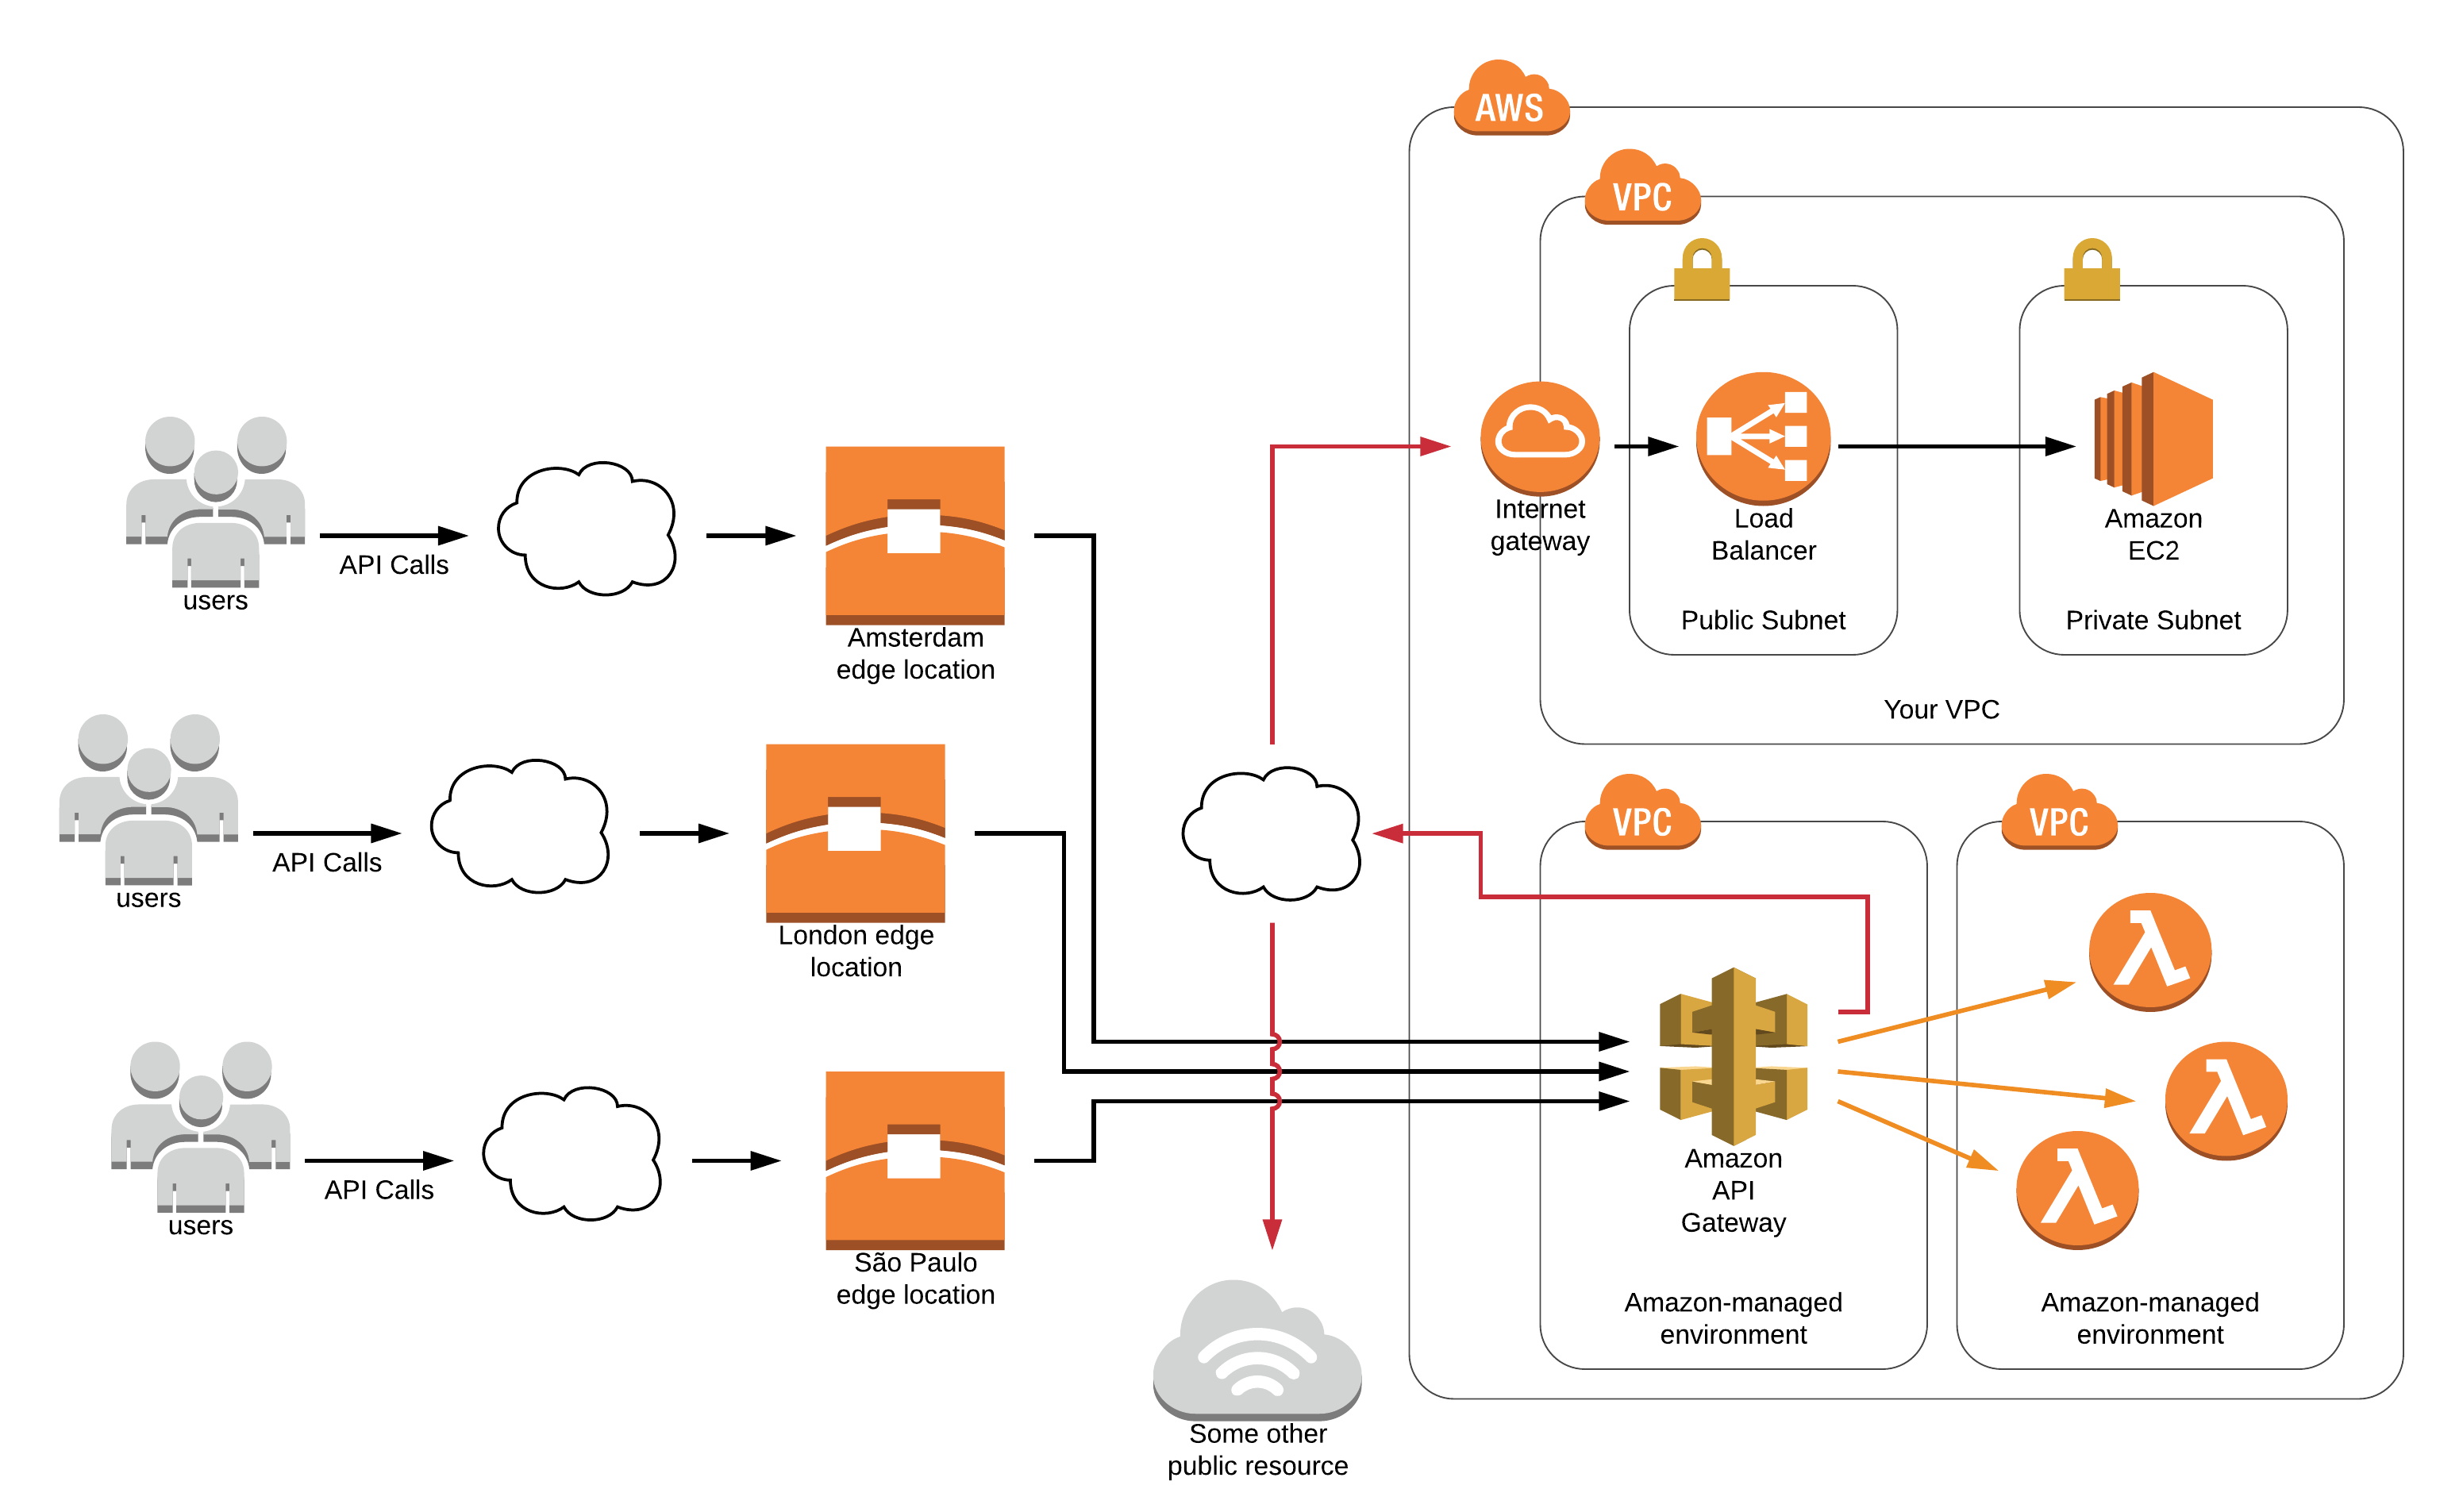 AWS
VPC
Internet
gateway
Load
Balancer
Public Subnet
Amazon
EC2
Private Subnet
Your VPC
users
API Calls
Amsterdam
edge location
users
API Calls
London edge
location
users
API Calls
São Paulo
edge location
VPC
Amazon
API
Gateway
Amazon-managed
environment
VPC
Amazon-managed
environment
Some other
public resource